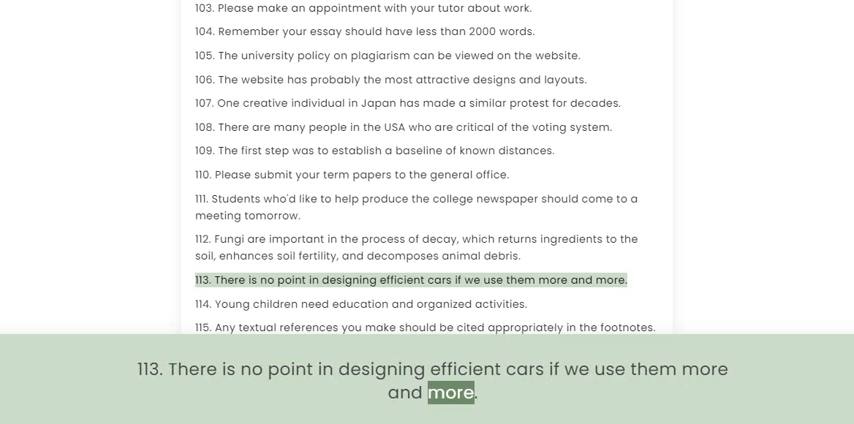 103. Please make an appointment with your tutor about work.
104. Remember your essay should have less than 2000 words.
105. The university policy on plagiarism can be viewed on the website.
106. The website has probably the most attractive designs and layouts.
107. One creative individual in Japan has made a similar protest for decades.
108. There are many people in the USA who are critical of the voting system.
109. The first step was to establish a baseline of known distances.
110. Please submit your term papers to the general office.
111. Students who'd like to help produce the college newspaper should come to a
meeting tomorrow.
112. Fungi are important in the process of decay, which returns ingredients to the
soil, enhances soil fertility, and decomposes animal debris.
113. There is no point in designing efficient cars if we use them more and more.
114. Young children need education and organized activities.
115. Any textual references you make should be cited appropriately in the footnotes.
113. There is no point in designing efficient cars if we use them more
and more.